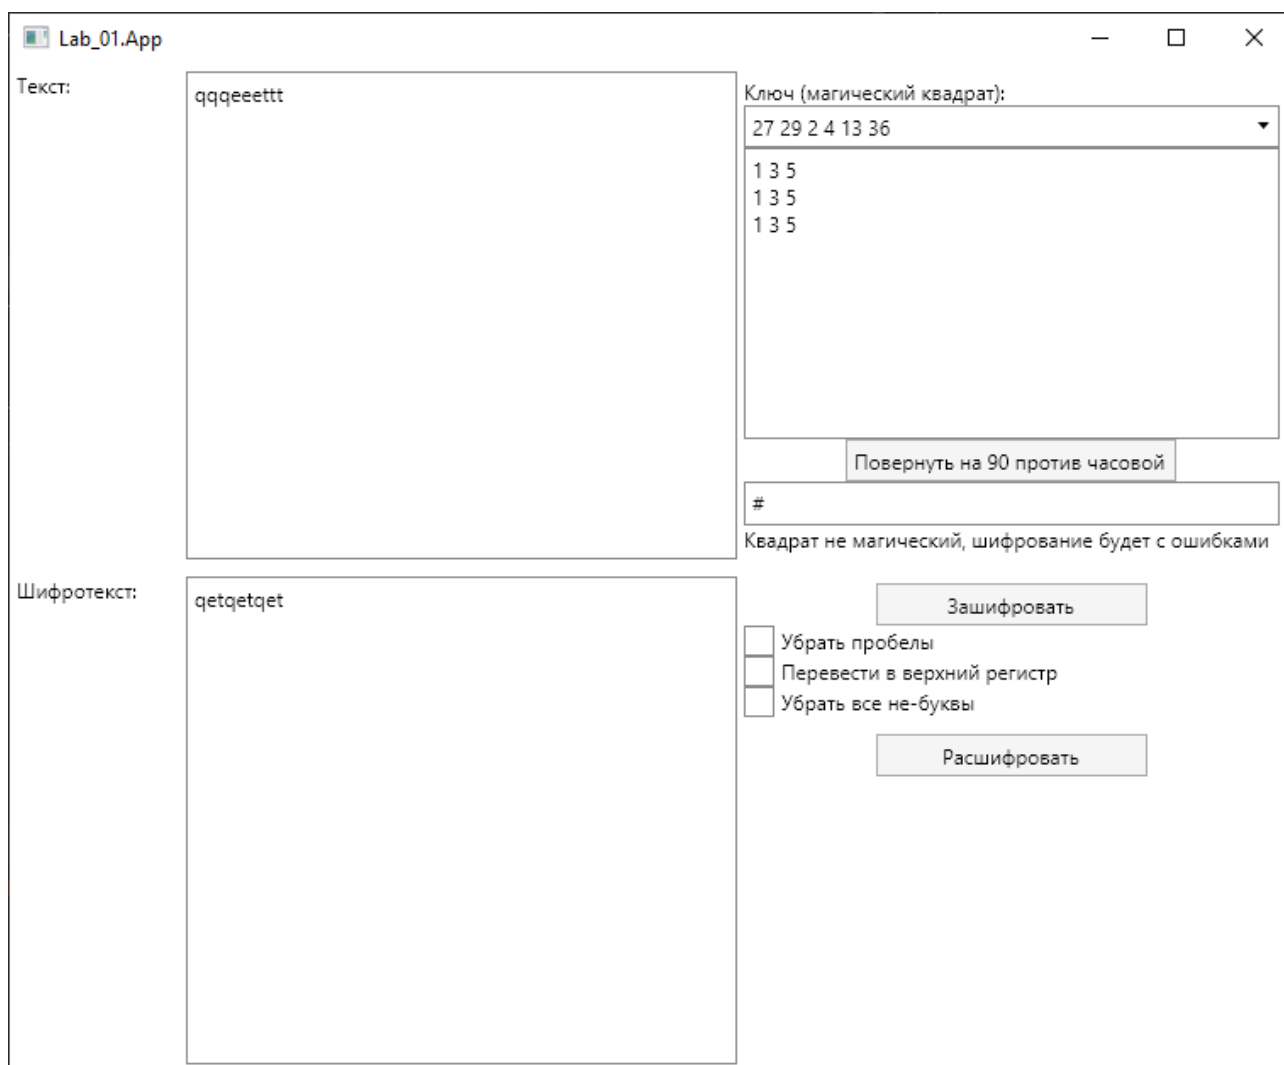 Lab_01.App
Текст:
qqqeeettt
Ключ (магический квадрат):
27 29 2 4 13 36
1 3 5
1 3 5
1 3 5
Повернуть на 90 против часовой
#
Квадрат не магический, шифрование будет с ошибками
Шифротекст:
qetqetqet
Зашифровать
Убрать пробелы
Перевести в верхний регистр
Убрать все не-буквы
Расшифровать